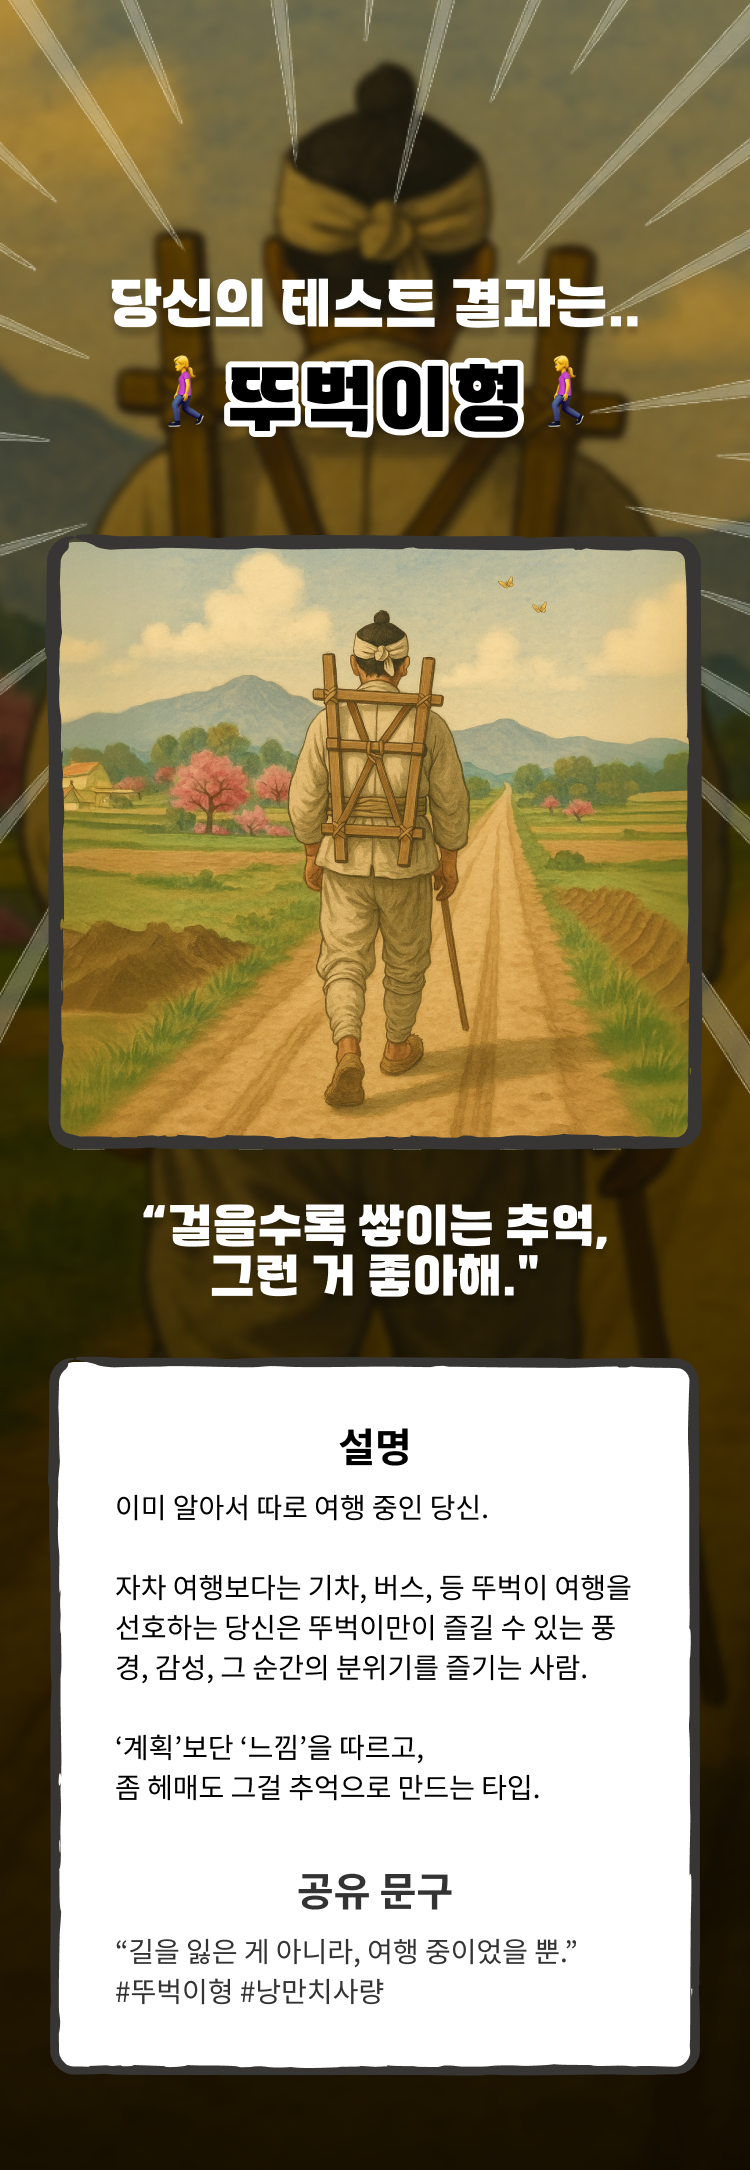 당신의 테스트 결과는..
뚜벅이형
“걸을수록 쌓이는 추억,
그런 거 좋아해."
설명
이미 알아서 따로 여행 중인 당신.
자차 여행보다는 기차, 버스, 등 뚜벅이 여행을
선호하는 당신은 뚜벅이만이 즐길 수 있는 풍
경, 감성, 그 순간의 분위기를 즐기는 사람.
‘계획’보단 ‘느낌’을 따르고,
좀 헤매도 그걸 추억으로 만드는 타입.
공유 문구
“길을 잃은 게 아니라, 여행 중이었을 뿐.”
#뚜벅이형 #낭만치사량